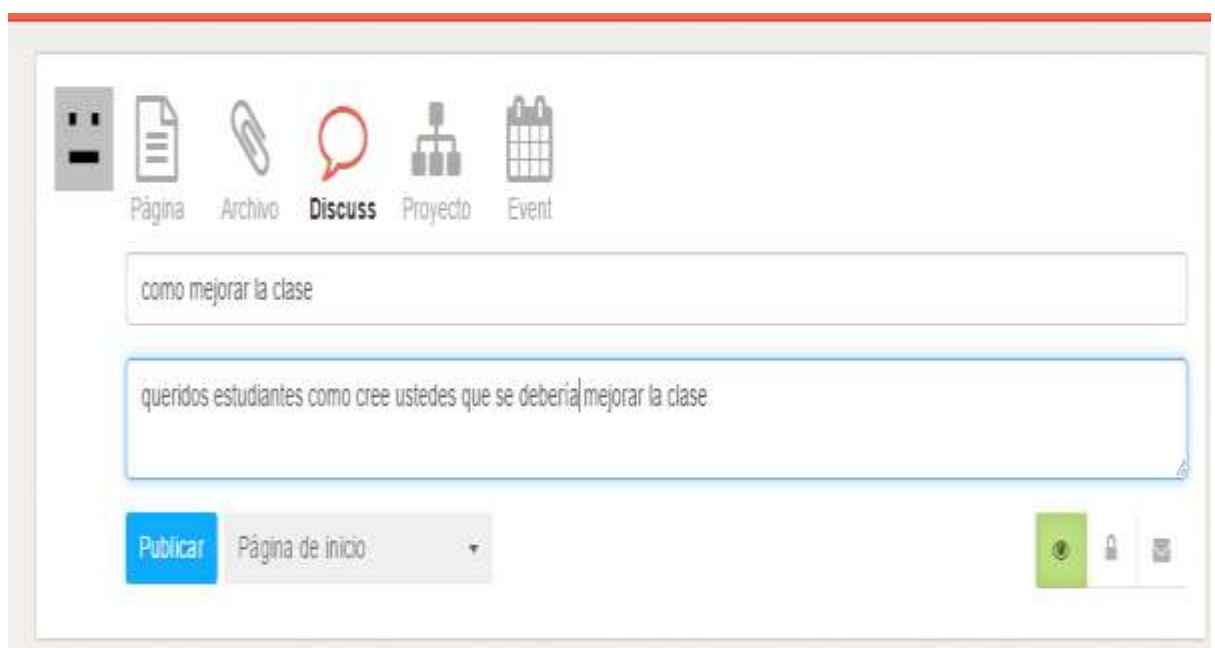 Página Archivo Discuss Proyecto Event
como mejorar la clase
queridos estudiantes como cree ustedes que se debería mejorar la clase
Publicar Página de inicio